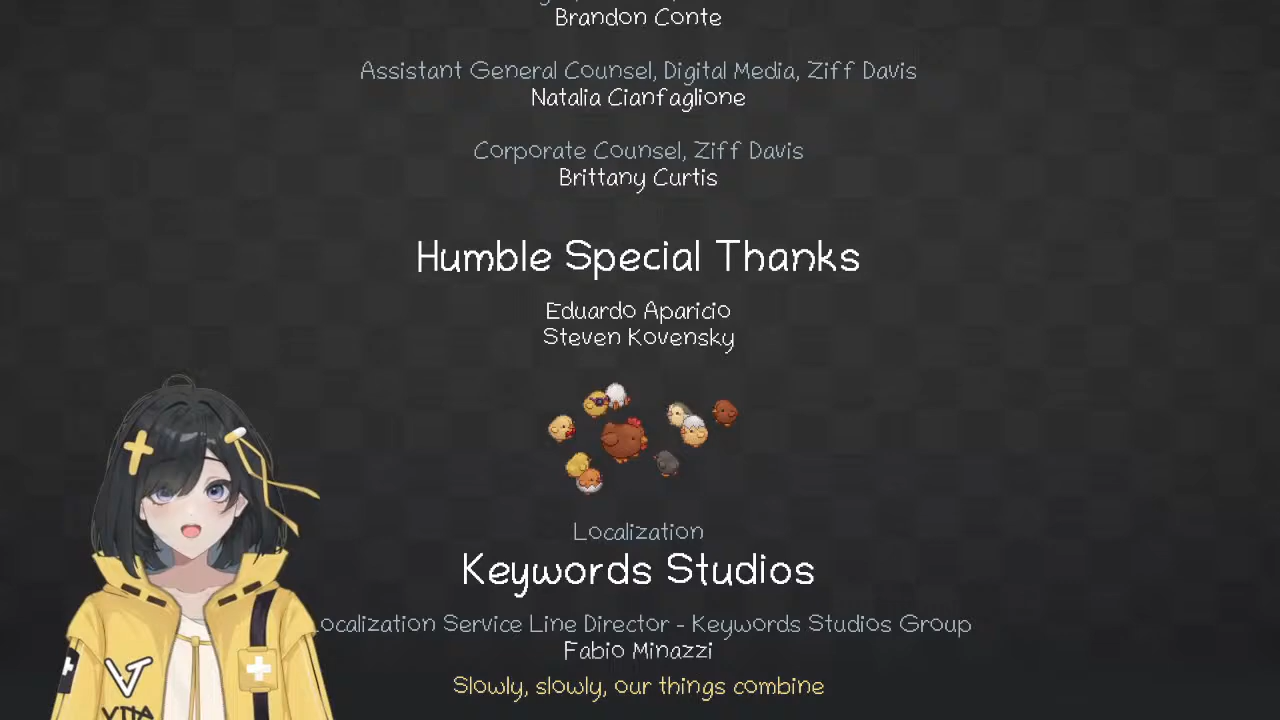 Brandon Conte
Assistant General Counsel, Digital Media, Ziff Davis
Natalia Cianfaglione
Corporate Counsel, Ziff Davis
Brittany Curtis
Humble Special Thanks
Eduardo Aparicio
Steven Kovensky
Localization
Keywords Studios
ocalization Service Line Director - Keywords Studios Group
Fabio Minazzi
Slowly, slowly, our things combine